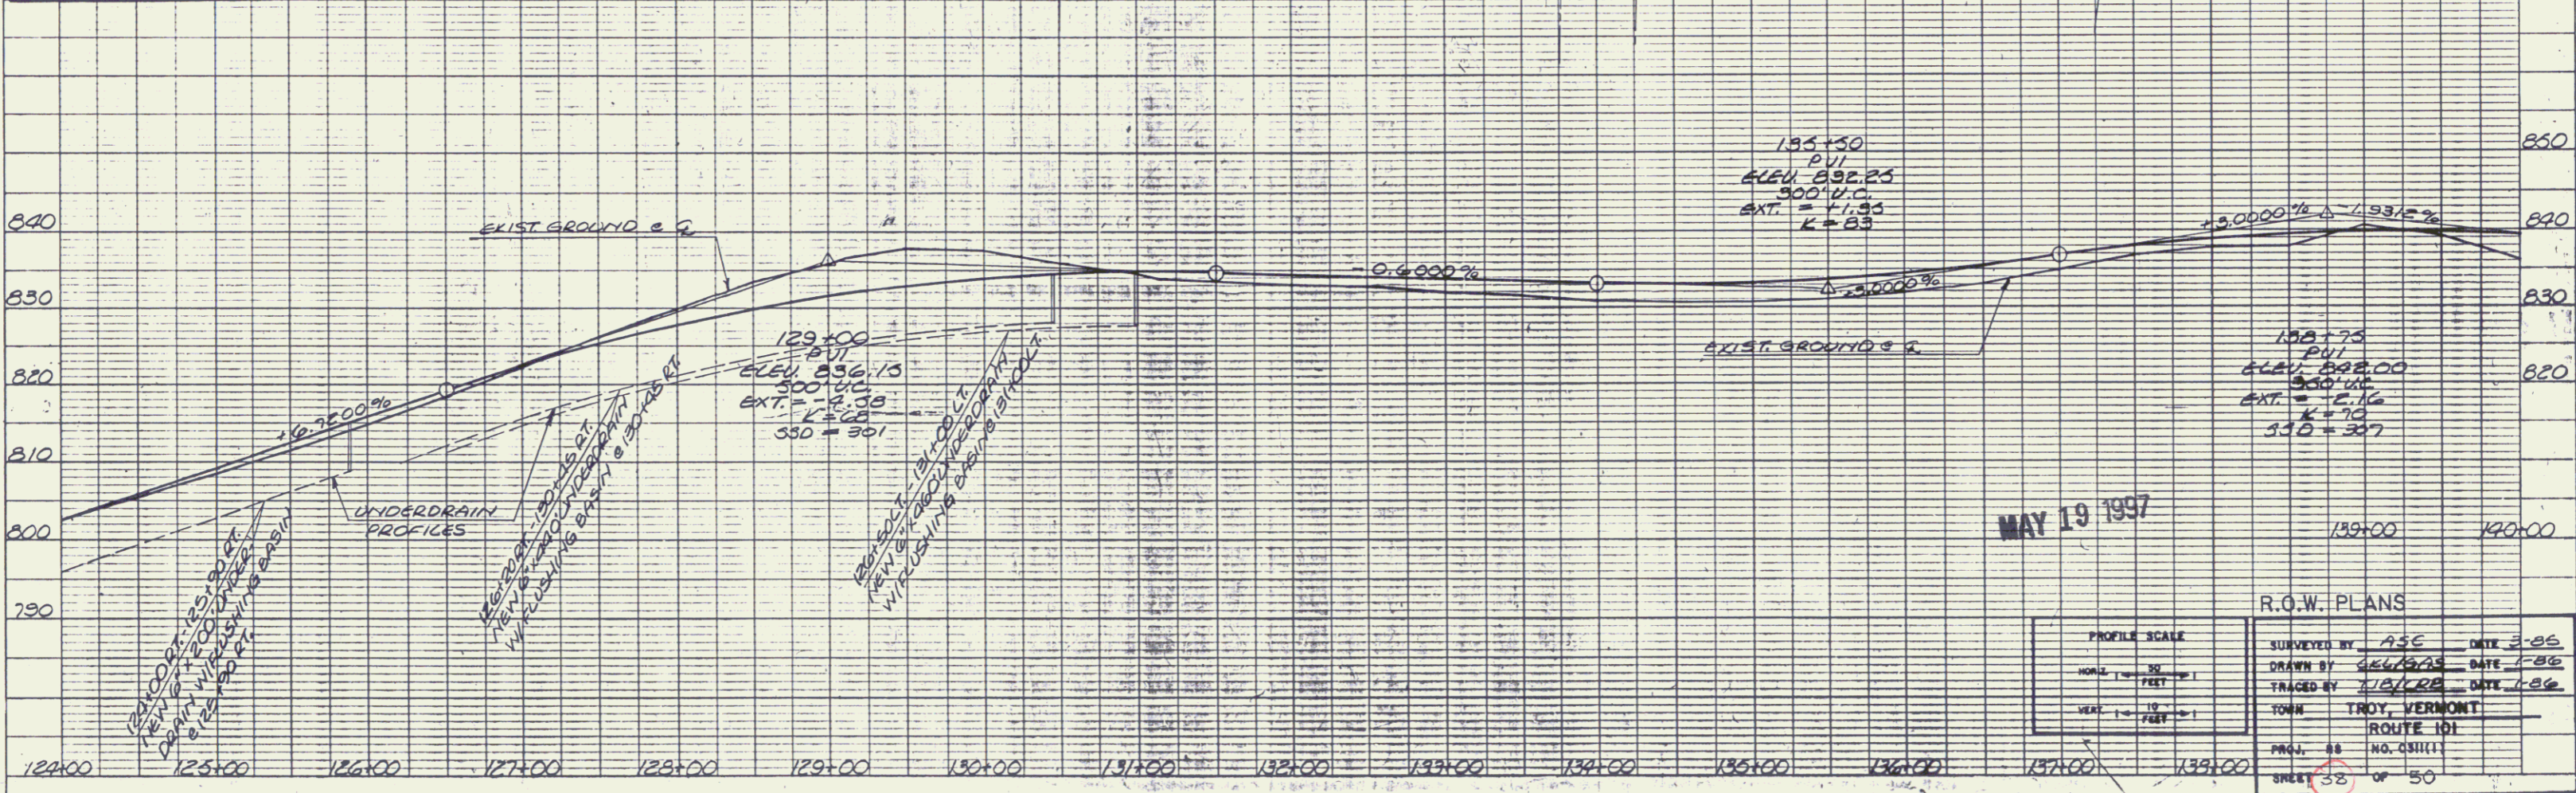 135+50
PVI
ELEV. 832.25
300' V.C.
EXT. = +1.35
K = 83
850
840
EXIST. GROUND @ ℄
+3.0000%
-1.9312%
840
830
- 0.6000%
+3.0000%
830
129+00
PVI
ELEV. 836.15
500' V.C.
EXT. = -4.58
K = 68
SSD = 301
EXIST. GROUND @ ℄
138+75
PVI
ELEV. 842.00
350' V.C.
EXT. = -2.16
K = 70
SSD = 307
820
820
+6.7200%
810
UNDERDRAIN
PROFILES
800
MAY 19 1997
139+00
140+00
124+00 RT. - 125+90 RT.
NEW 6" X 200' UNDER-
DRAIN W/FLUSHING BASIN
@ 125+90 RT.
126+20 RT. - 130+45 RT.
NEW 6" X 440' UNDERDRAIN
W/FLUSHING BASIN @ 130+45 RT.
126+50 LT. - 131+00 LT.
NEW 6" X 460' UNDERDRAIN
W/FLUSHING BASIN @ 131+00 LT.
790
R.O.W. PLANS
PROFILE SCALE
HORIZ. 50
FEET
VERT. 10
FEET
SURVEYED BY ASC DATE 3-85
DRAWN BY DATE 1-86
TRACED BY DATE 1-86
TOWN TROY, VERMONT
ROUTE 101
PROJ. RS NO. 0311(1)
SHEET 38 OF 50
124+00
125+00
126+00
127+00
128+00
129+00
130+00
131+00
132+00
133+00
134+00
135+00
136+00
137+00
138+00